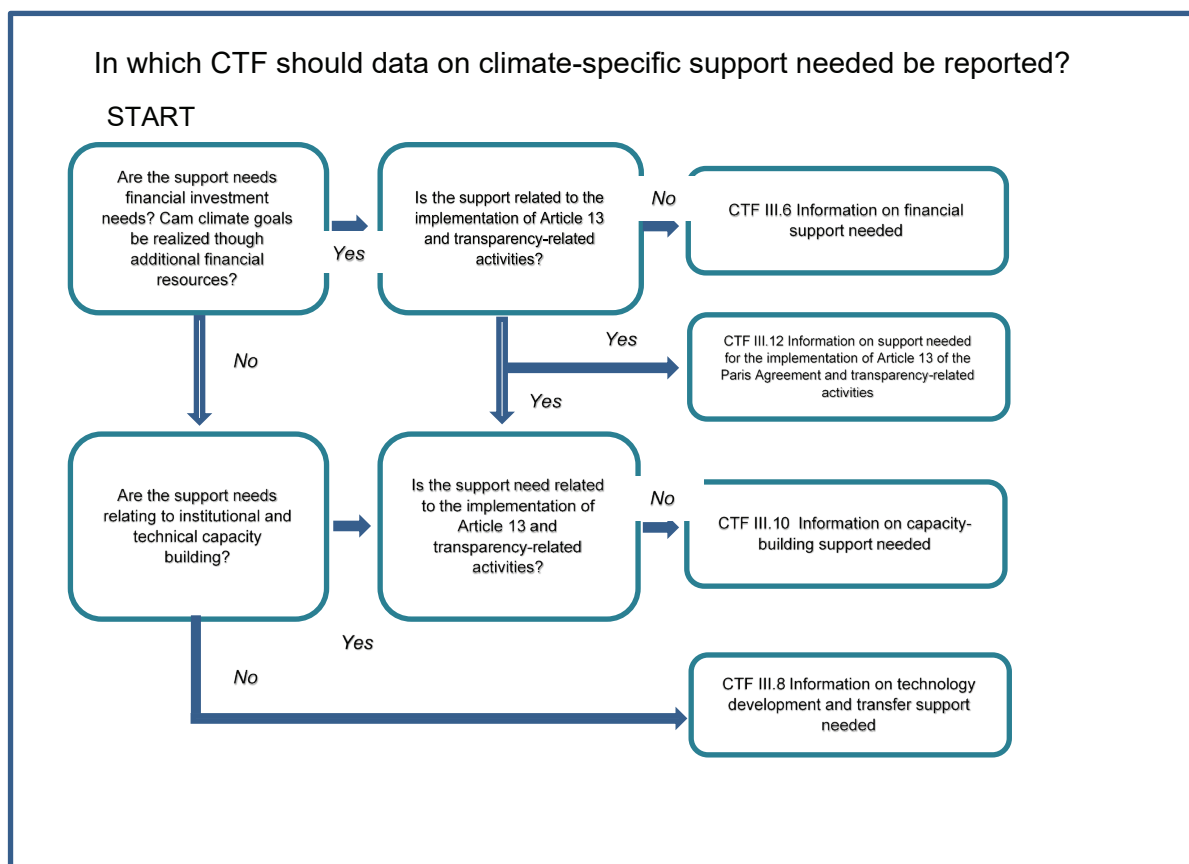 In which CTF should data on climate-specific support needed be reported?
START
Are the support needs
financial investment
needs? Cam climate goals
be realized though
additional financial
resources?
Yes
Is the support related to the
implementation of Article 13
and transparency-related
activities?
No
CTF III.6 Information on financial
support needed
No
Yes
Yes
CTF III.12 Information on support needed
for the implementation of Article 13 of the
Paris Agreement and transparency-related
activities
Are the support needs
relating to institutional and
technical capacity
building?
Is the support need related
to the implementation of
Article 13 and
transparency-related
activities?
No
CTF III.10 Information on capacity-
building support needed
Yes
No
CTF III.8 Information on technology
development and transfer support
needed